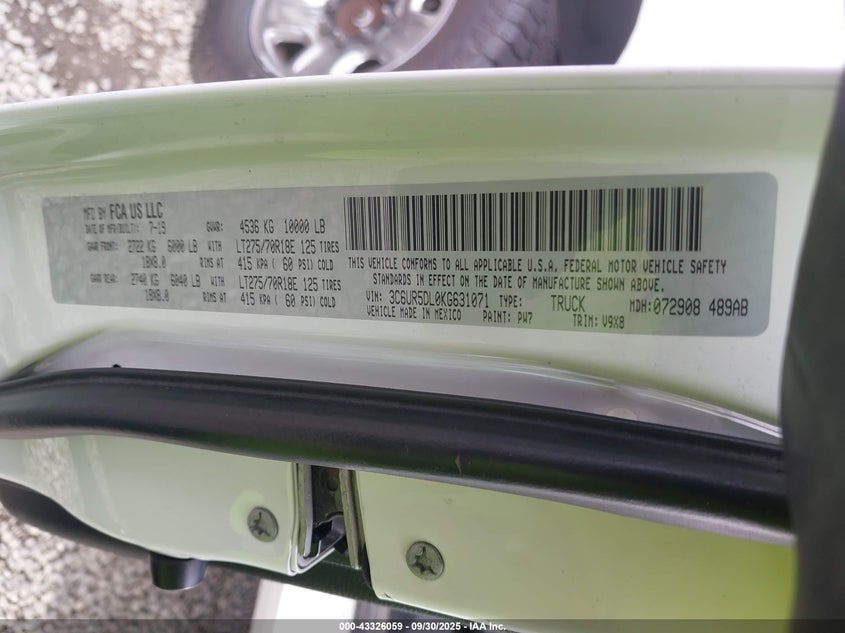 MFD BY FCA US LLC
DATE OF MFR(BUILT): 7-19 GVWR: 4536 KG 10000 LB
GAWR FRONT: 2722 KG 6000 LB WITH LT275/70R18E 125 TIRES
18X8.0 RIMS AT 415 KPA ( 60 PSI) COLD
GAWR REAR: 2740 KG 6040 LB WITH LT275/70R18E 125 TIRES
18X8.0 RIMS AT 415 KPA ( 60 PSI) COLD
THIS VEHICLE CONFORMS TO ALL APPLICABLE U.S.A. FEDERAL MOTOR VEHICLE SAFETY
STANDARDS IN EFFECT ON THE DATE OF MANUFACTURE SHOWN ABOVE.
VIN: 3C6UR5DL0KG631071 TYPE: TRUCK MDH:072908 489AB
VEHICLE MADE IN MEXICO PAINT: PW7 TRIM: V9X8
000-43326059 - 09/30/2025 - IAA Inc.